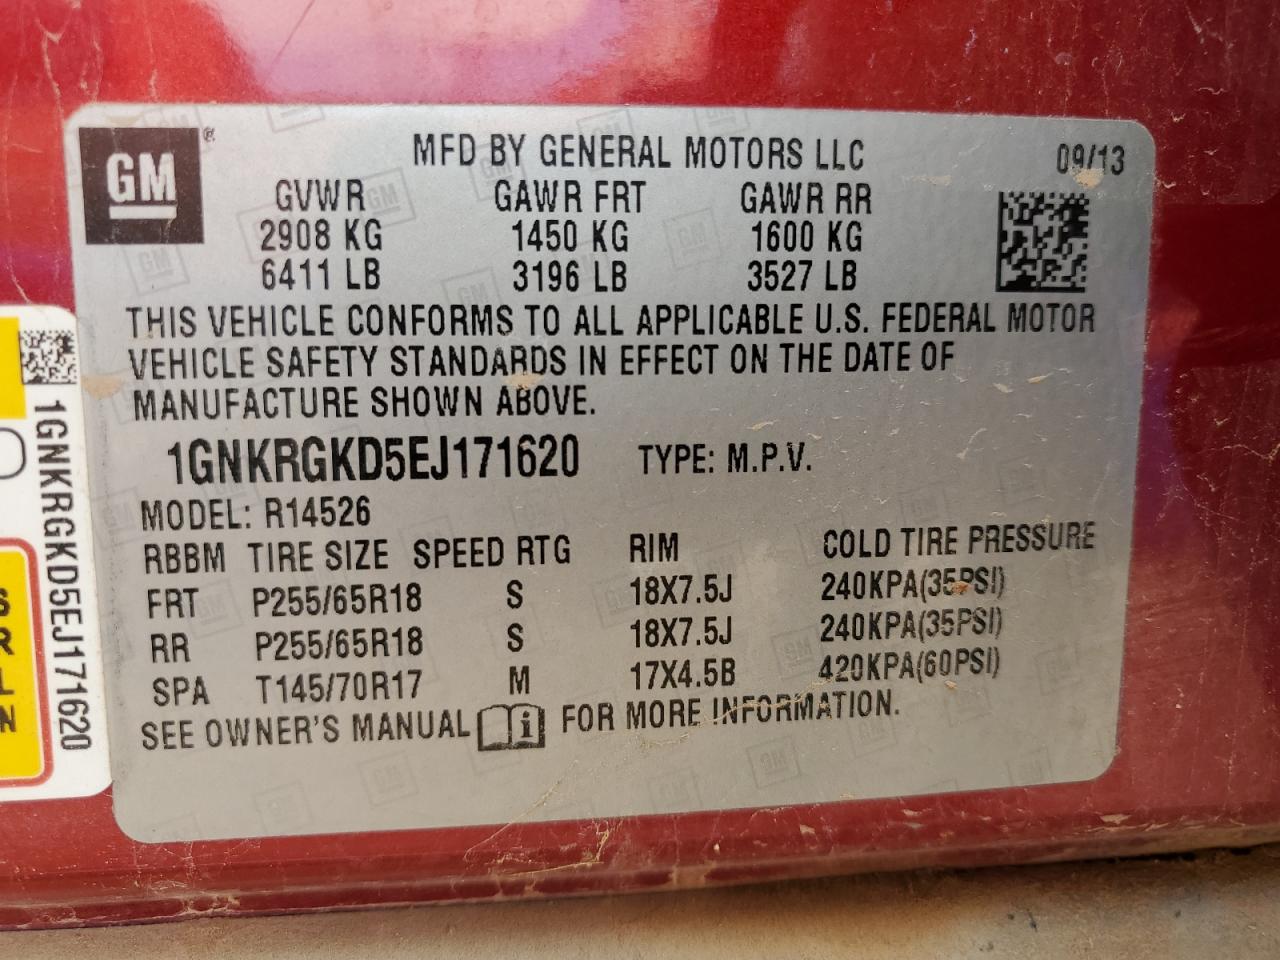 GM®
MFD BY GENERAL MOTORS LLC 09/13
GVWR GAWR FRT GAWR RR
2908 KG 1450 KG 1600 KG
6411 LB 3196 LB 3527 LB
THIS VEHICLE CONFORMS TO ALL APPLICABLE U.S. FEDERAL MOTOR
VEHICLE SAFETY STANDARDS IN EFFECT ON THE DATE OF
MANUFACTURE SHOWN ABOVE.
1GNKRGKD5EJ171620 TYPE: M.P.V.
MODEL: R14526
RBBM TIRE SIZE SPEED RTG RIM COLD TIRE PRESSURE
FRT P255/65R18 S 18X7.5J 240KPA(35PSI)
RR P255/65R18 S 18X7.5J 240KPA(35PSI)
SPA T145/70R17 M 17X4.5B 420KPA(60PSI)
SEE OWNER'S MANUAL i FOR MORE INFORMATION.
1GNKRGKD5EJ171620